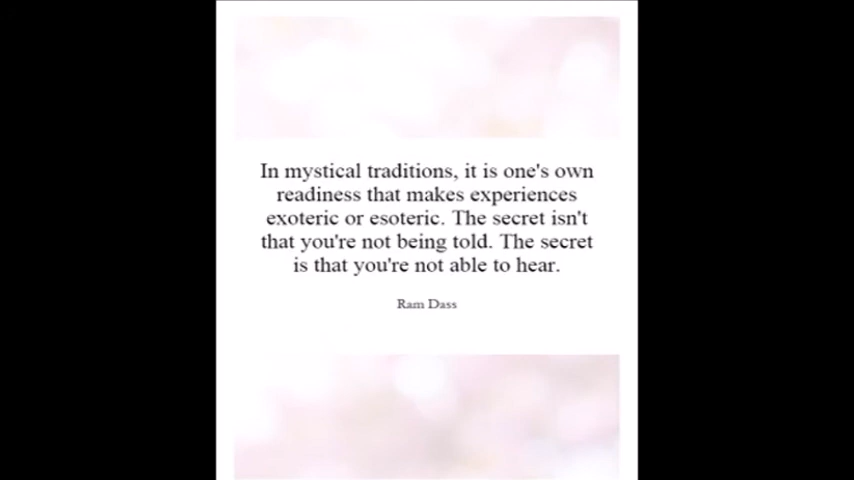 In mystical traditions, it is one's own
readiness that makes experiences
exoteric or esoteric. The secret isn't
that you're not being told. The secret
is that you're not able to hear.
Ram Dass